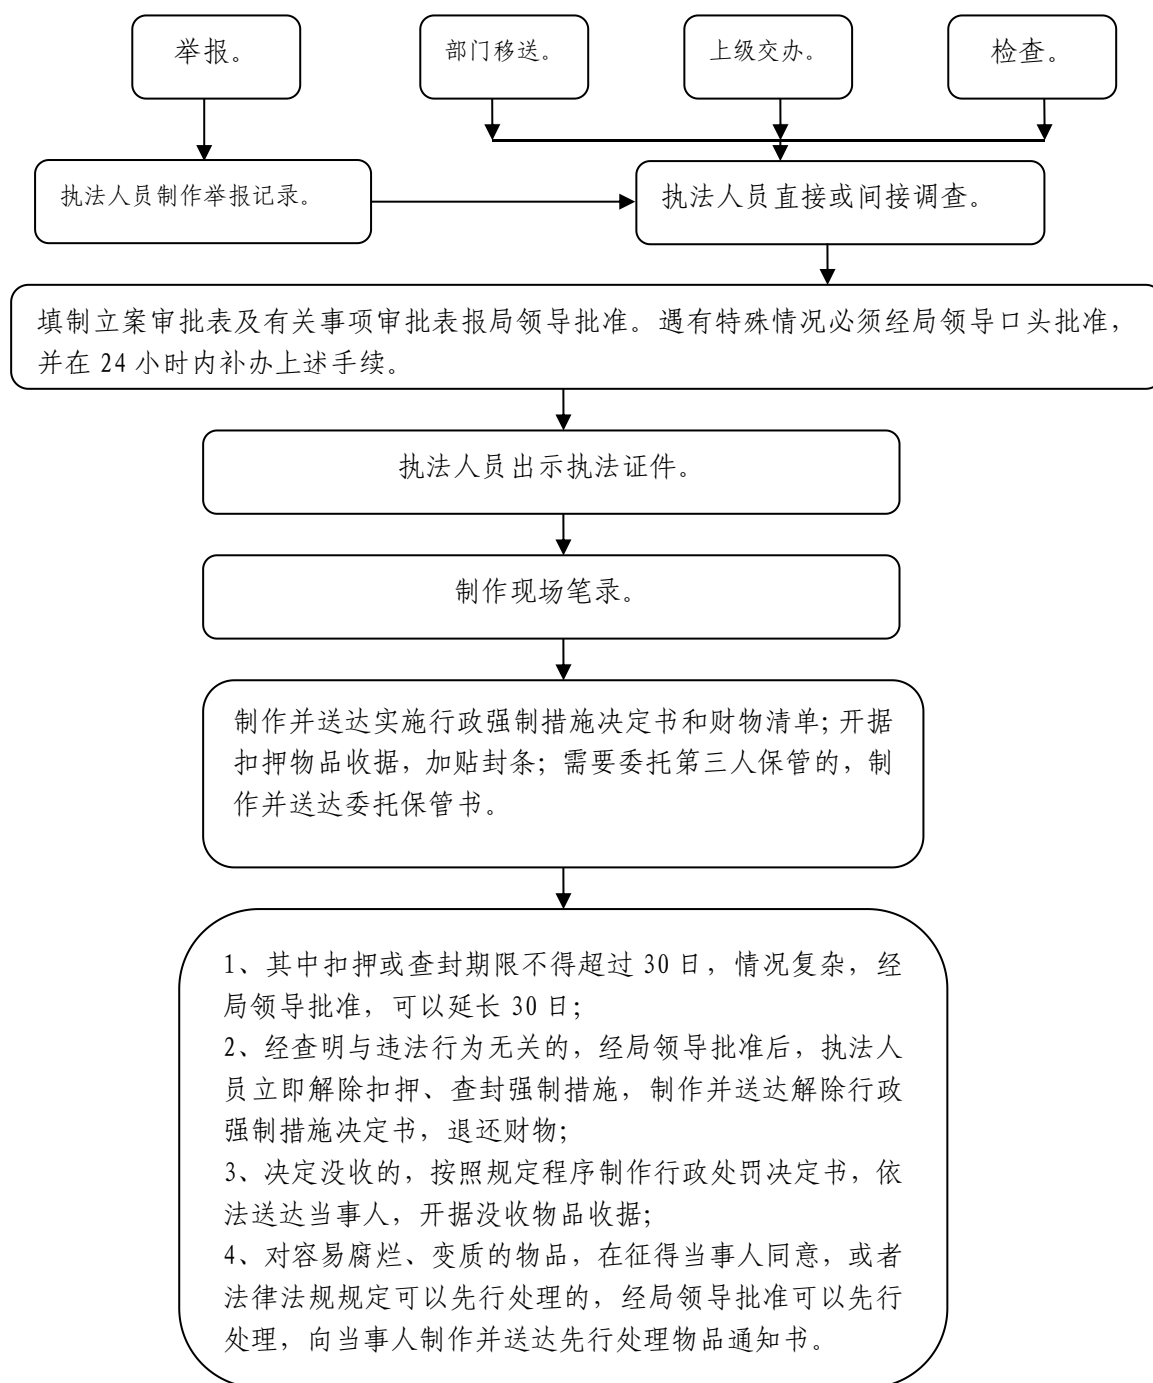 举报。
部门移送。
上级交办。
检查。
执法人员制作举报记录。
执法人员直接或间接调查。
填制立案审批表及有关事项审批表报局领导批准。遇有特殊情况必须经局领导口头批准，
并在 24 小时内补办上述手续。
执法人员出示执法证件。
制作现场笔录。
制作并送达实施行政强制措施决定书和财物清单；开据
扣押物品收据，加贴封条；需要委托第三人保管的，制
作并送达委托保管书。
1、其中扣押或查封期限不得超过 30 日，情况复杂，经
局领导批准，可以延长 30 日；
2、经查明与违法行为无关的，经局领导批准后，执法人
员立即解除扣押、查封强制措施，制作并送达解除行政
强制措施决定书，退还财物；
3、决定没收的，按照规定程序制作行政处罚决定书，依
法送达当事人，开据没收物品收据；
4、对容易腐烂、变质的物品，在征得当事人同意，或者
法律法规规定可以先行处理的，经局领导批准可以先行
处理，向当事人制作并送达先行处理物品通知书。